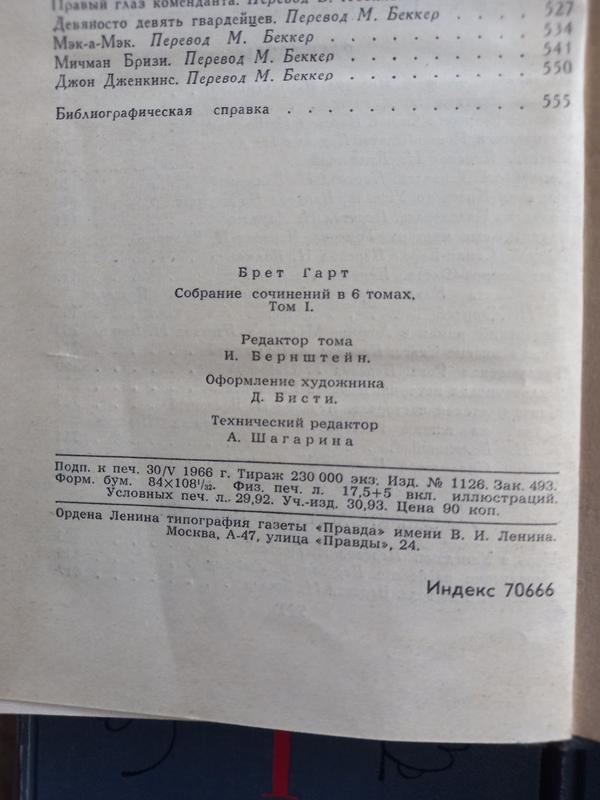 Правый глаз коменданта. Перевод
Девяносто девять гвардейцев. Перевод М. Беккер . . . . 527
Мэк-а-Мэк. Перевод М. Беккер . . . . . . . . 534
Мичман Бризи. Перевод М. Беккер . . . . . . . 541
Джон Дженкинс. Перевод М. Беккер . . . . . . . 550
Библиографическая справка . . . . . . . . . . 555
Брет Гарт
Собрание сочинений в 6 томах,
Том I.
Редактор тома
И. Бернштейн.
Оформление художника
Д. Бисти.
Технический редактор
А. Шагарина
Подп. к печ. 30/V 1966 г. Тираж 230 000 экз. Изд. № 1126. Зак. 493.
Форм. бум. 84×108¹/₃₂. Физ. печ. л. 17,5+5 вкл. иллюстраций.
Условных печ. л. 29,92. Уч.-изд. 30,93. Цена 90 коп.
Ордена Ленина типография газеты «Правда» имени В. И. Ленина.
Москва, А-47, улица «Правды», 24.
Индекс 70666